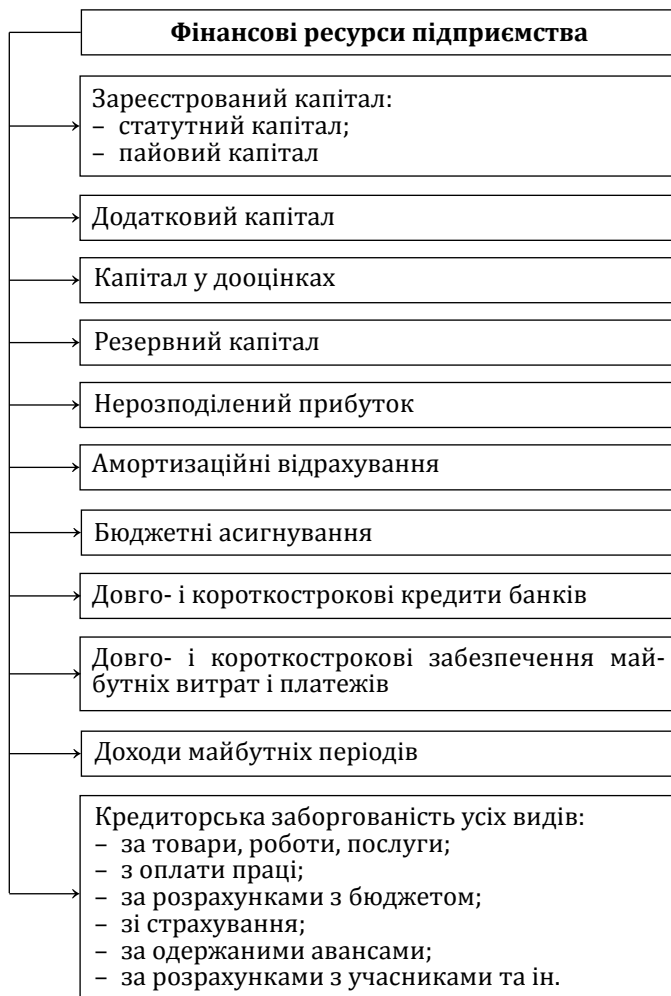 Фінансові ресурси підприємства
Зареєстрований капітал:
– статутний капітал;
– пайовий капітал
Додатковий капітал
Капітал у дооцінках
Резервний капітал
Нерозподілений прибуток
Амортизаційні відрахування
Бюджетні асигнування
Довго- і короткострокові кредити банків
Довго- і короткострокові забезпечення май-
бутніх витрат і платежів
Доходи майбутніх періодів
Кредиторська заборгованість усіх видів:
– за товари, роботи, послуги;
– з оплати праці;
– за розрахунками з бюджетом;
– зі страхування;
– за одержаними авансами;
– за розрахунками з учасниками та ін.